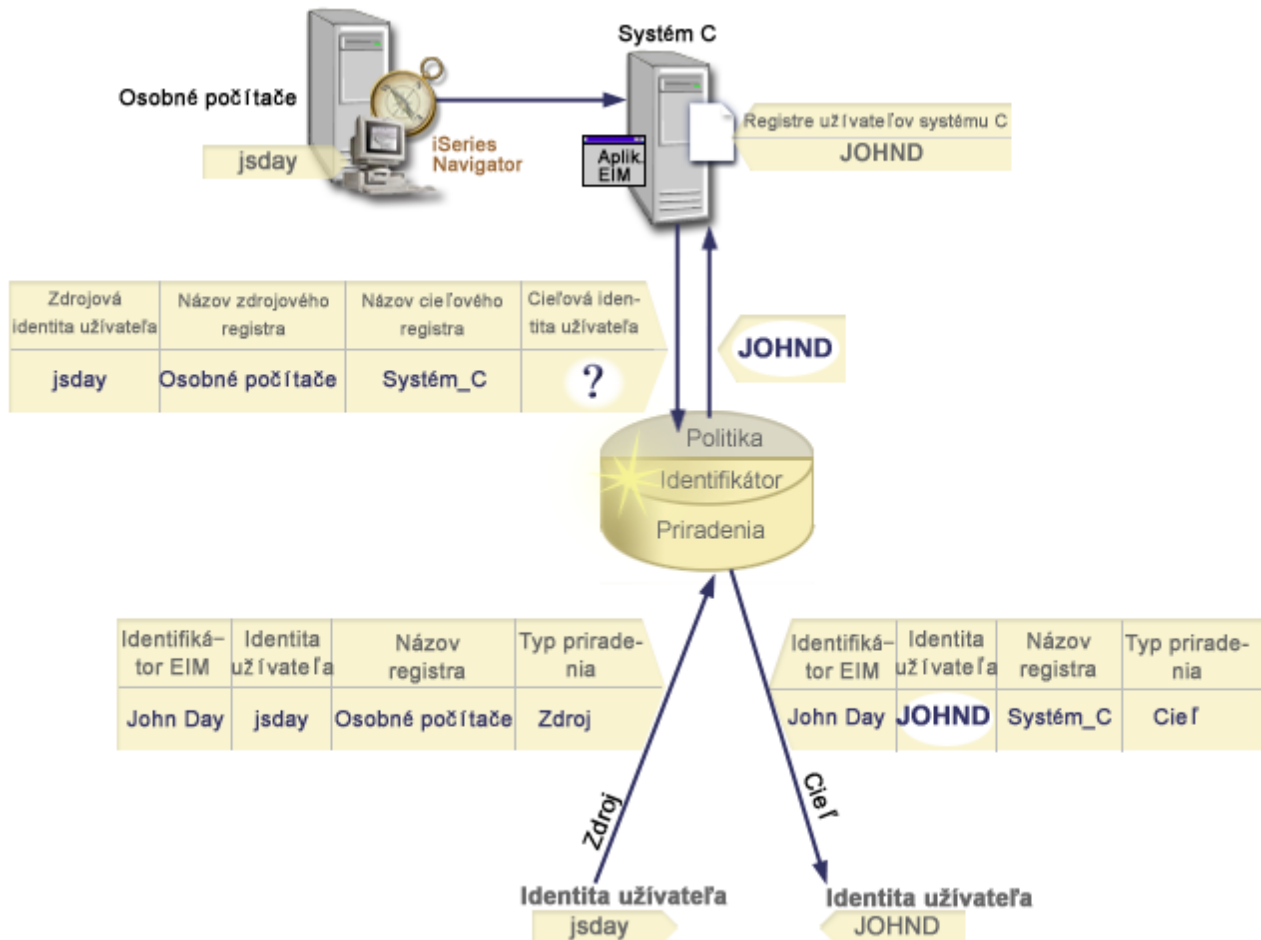 Systém C
Osobné počítače
jsday
iSeries
Navigator
Aplik.
EIM
Registre užívateľov systému C
JOHND
Zdrojová
identita užívateľa
Názov zdrojového
registra
Názov cieľového
registra
Cieľová iden-
tita užívateľa
jsday
Osobné počítače
Systém_C
?
JOHND
Politika
Identifikátor
Priradenia
Identifiká-
tor EIM
Identita
užívateľa
Názov
registra
Typ prirade-
nia
John Day
jsday
Osobné počítače
Zdroj
Identifiká-
tor EIM
Identita
užívateľa
Názov
registra
Typ prirade-
nia
John Day
JOHND
Systém_C
Cieľ
Zdroj
Cieľ
Identita užívateľa
jsday
Identita užívateľa
JOHND